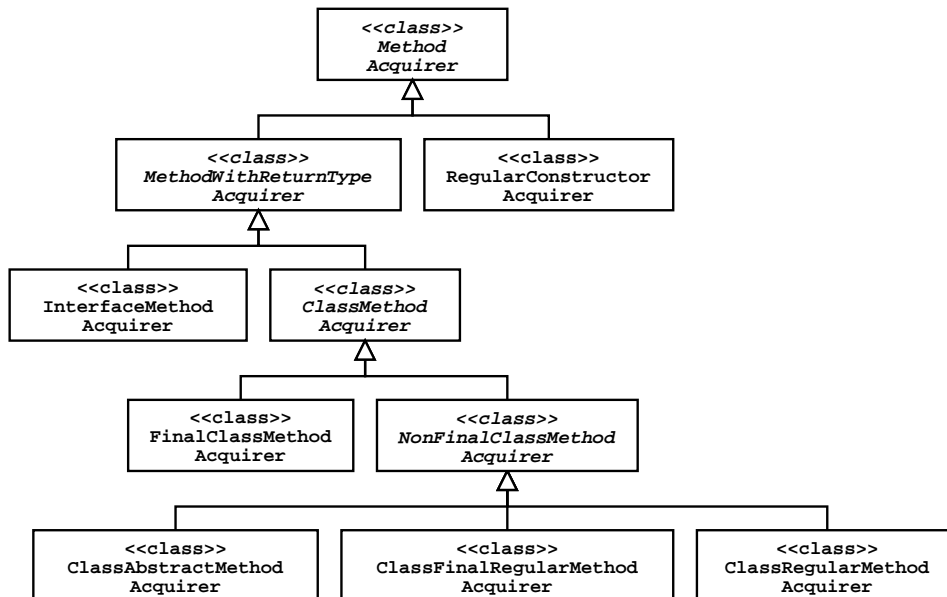 <<class>>
Method
Acquirer
<<class>>
MethodWithReturnType
Acquirer
<<class>>
RegularConstructor
Acquirer
<<class>>
InterfaceMethod
Acquirer
<<class>>
ClassMethod
Acquirer
<<class>>
FinalClassMethod
Acquirer
<<class>>
NonFinalClassMethod
Acquirer
<<class>>
ClassAbstractMethod
Acquirer
<<class>>
ClassFinalRegularMethod
Acquirer
<<class>>
ClassRegularMethod
Acquirer